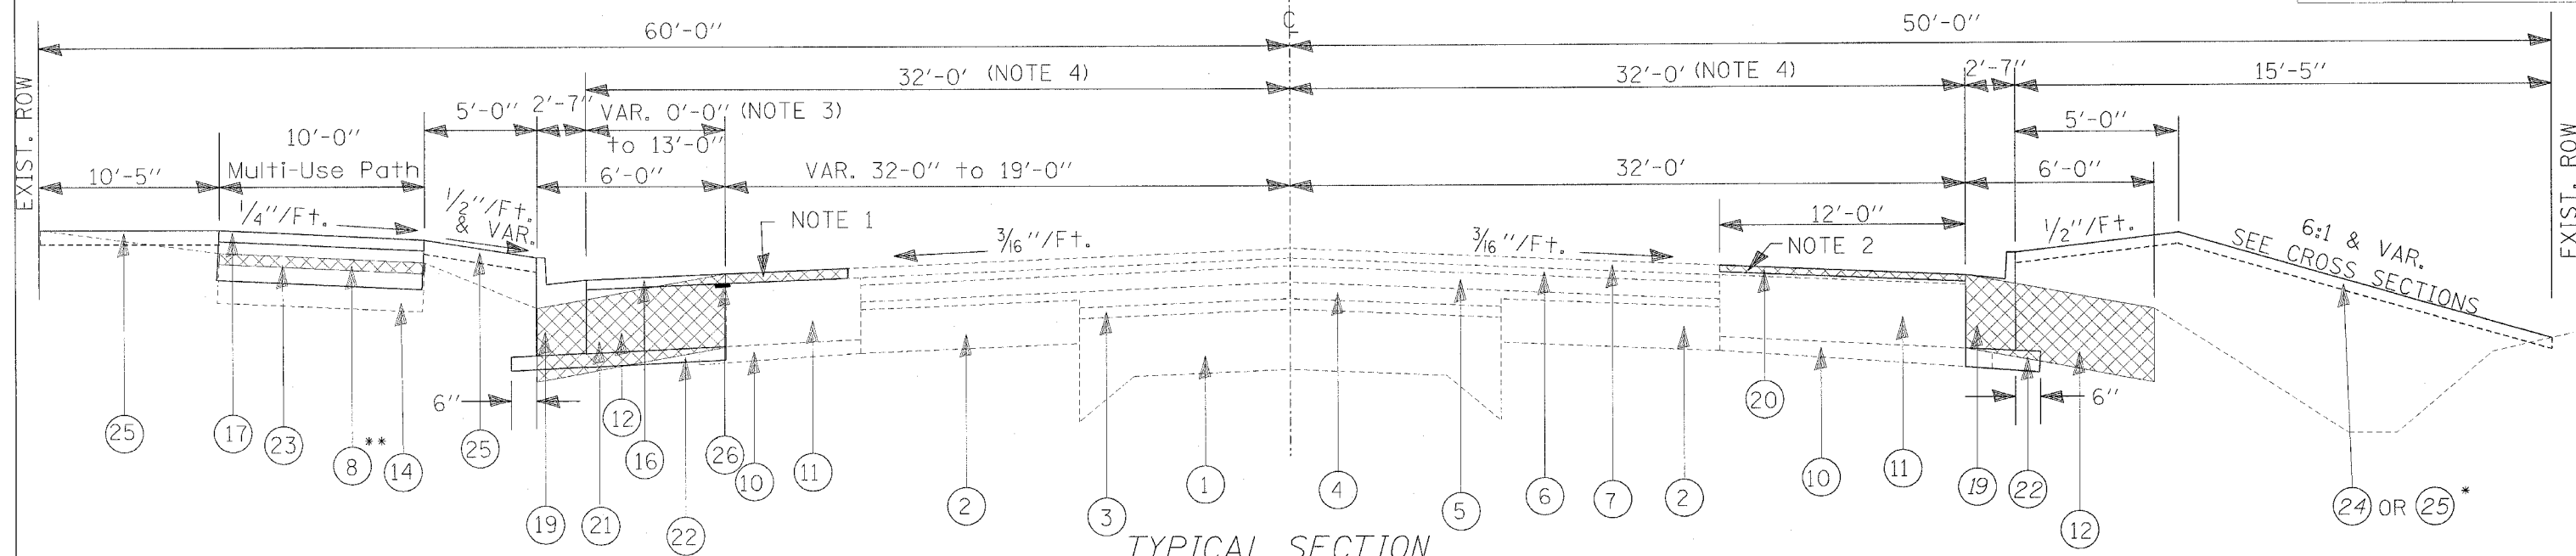 ℄
60'-0"
50'-0"
32'-0' (NOTE 4)
32'-0' (NOTE 4)
2'-7"
15'-5"
5'-0"
2'-7"
VAR. 0'-0" (NOTE 3)
to 13'-0"
5'-0"
10'-0"
Multi-Use Path
10'-5"
6'-0"
VAR. 32-0" to 19'-0"
32'-0'
6'-0"
EXIST. ROW
EXIST. ROW
1/4"/Ft.
1/2"/Ft.
& VAR.
NOTE 1
3/16"/Ft.
3/16"/Ft.
12'-0"
NOTE 2
1/2"/Ft.
6:1 & VAR.
SEE CROSS SECTIONS
6"
6"
25
17
23
8 **
14
25
19
21
12
16
22
26
10
11
2
3
1
4
5
6
7
2
20
10
11
19
22
12
24 OR 25 *
TYPICAL SECTION